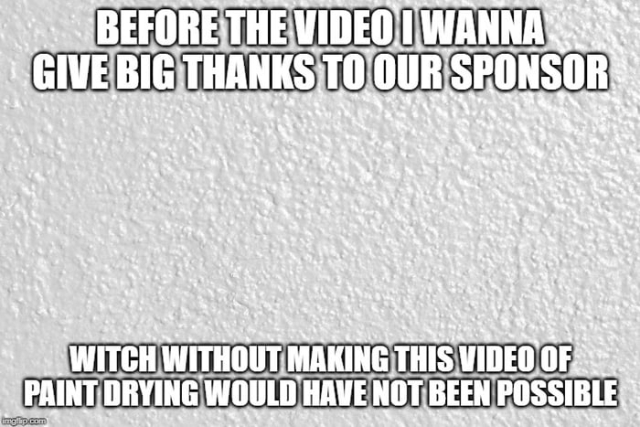 BEFORE THE VIDEO I WANNA
GIVE BIG THANKS TO OUR SPONSOR
WITCH WITHOUT MAKING THIS VIDEO OF
PAINT DRYING WOULD HAVE NOT BEEN POSSIBLE
imgflip.com